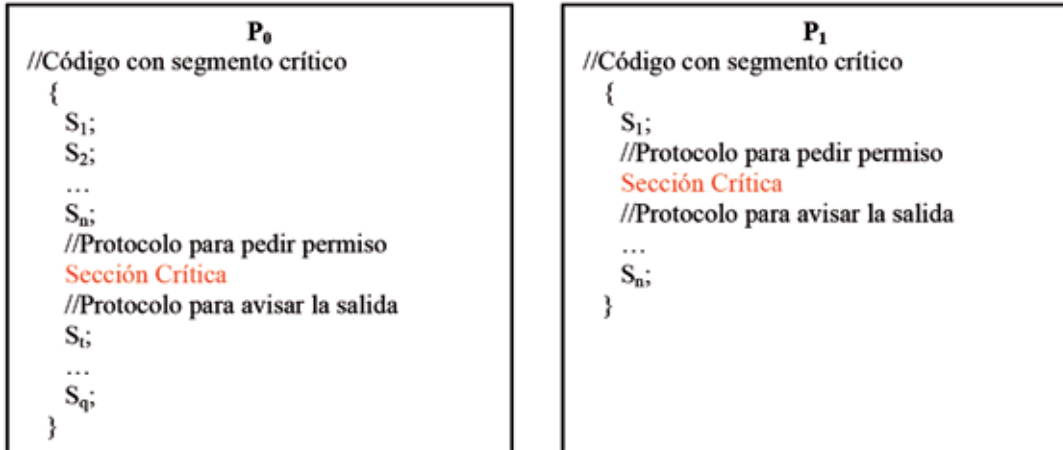 P₀
//Código con segmento crítico
{
S₁;
S₂;
…
Sₙ;
//Protocolo para pedir permiso
Sección Crítica
//Protocolo para avisar la salida
Sₜ;
…
S_q;
}
P₁
//Código con segmento crítico
{
S₁;
//Protocolo para pedir permiso
Sección Crítica
//Protocolo para avisar la salida
…
Sₙ;
}